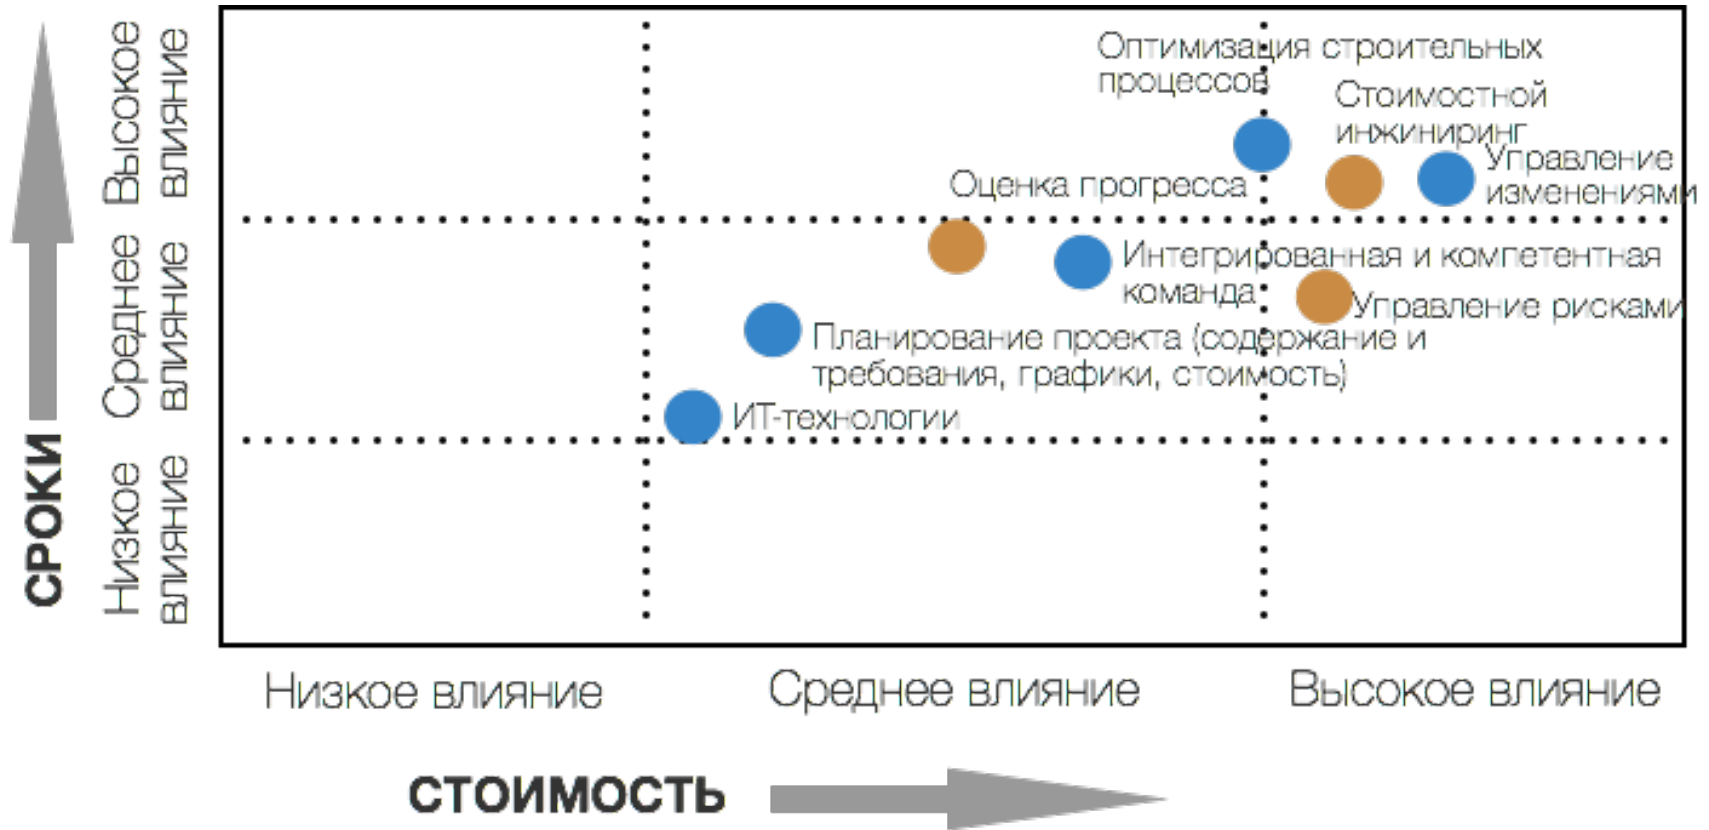 Оптимизация строительных
процессов
Стоимостной
инжиниринг
Управление
изменениями
Оценка прогресса
Интегрированная и компетентная
команда
Управление рисками
Планирование проекта (содержание и
требования, графики, стоимость)
ИТ-технологии
СРОКИ
Высокое
влияние
Среднее
влияние
Низкое
влияние
Низкое влияние
Среднее влияние
Высокое влияние
СТОИМОСТЬ